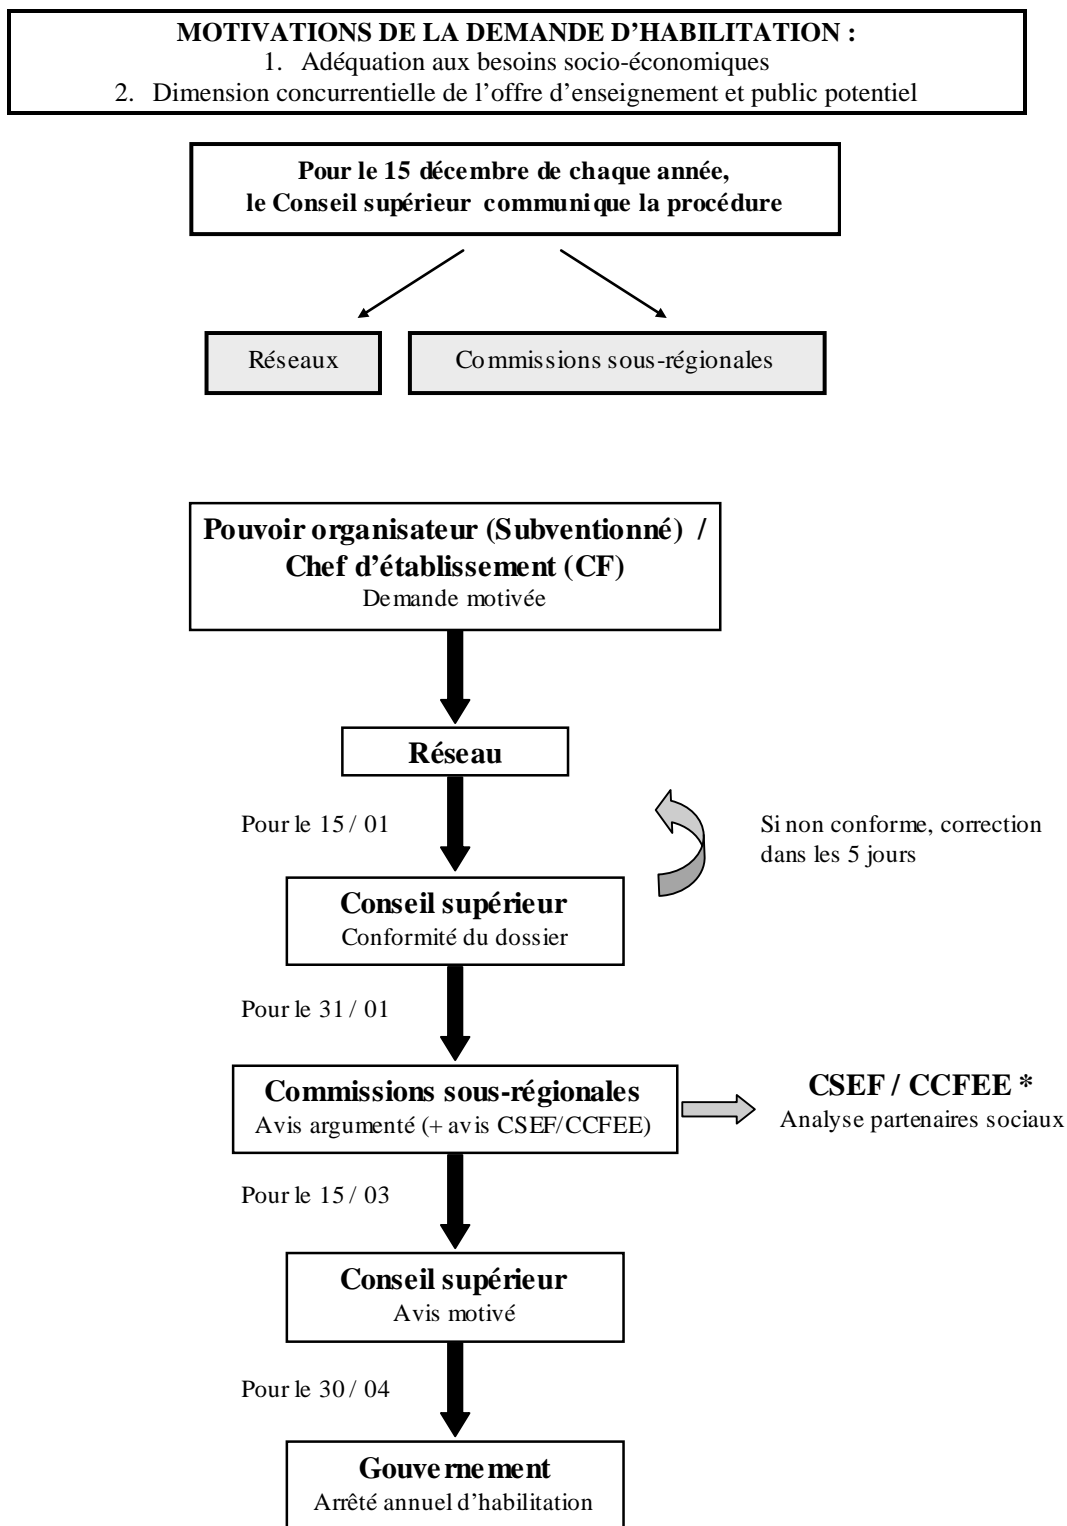 MOTIVATIONS DE LA DEMANDE D’HABILITATION :
1. Adéquation aux besoins socio-économiques
2. Dimension concurrentielle de l’offre d’enseignement et public potentiel
Pour le 15 décembre de chaque année,
le Conseil supérieur communique la procédure
Réseaux
Commissions sous-régionales
Pouvoir organisateur (Subventionné) /
Chef d’établissement (CF)
Demande motivée
Réseau
Pour le 15 / 01
Si non conforme, correction
dans les 5 jours
Conseil supérieur
Conformité du dossier
Pour le 31 / 01
Commissions sous-régionales
Avis argumenté (+ avis CSEF/CCFEE)
CSEF / CCFEE *
Analyse partenaires sociaux
Pour le 15 / 03
Conseil supérieur
Avis motivé
Pour le 30 / 04
Gouvernement
Arrêté annuel d’habilitation